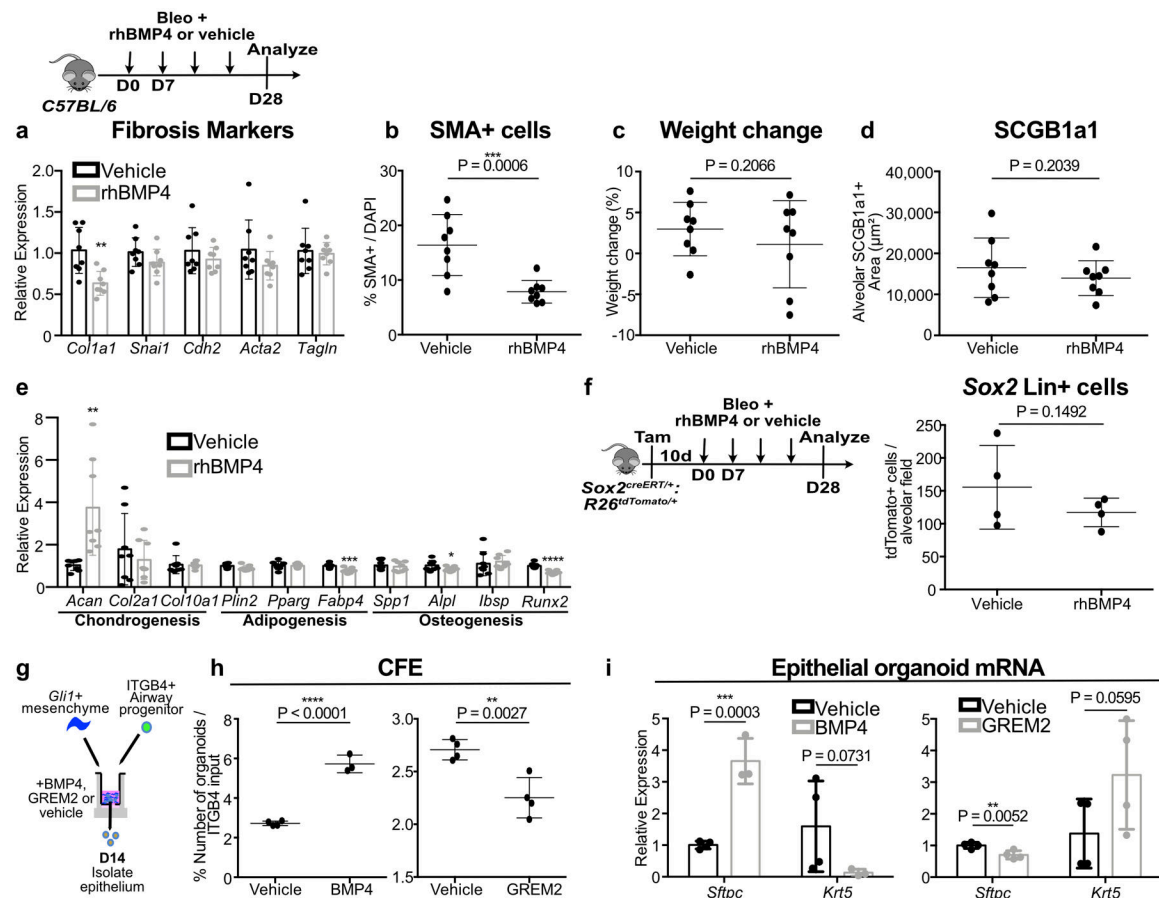 Bleo +
rhBMP4 or vehicle
Analyze
D0 D7
D28
C57BL/6
a Fibrosis Markers
Vehicle
rhBMP4
Relative Expression
2.0
1.5
1.0
0.5
0
**
Col1a1 Snai1 Cdh2 Acta2 Tagln
b SMA+ cells
***
P = 0.0006
% SMA+ / DAPI
30
20
10
0
Vehicle rhBMP4
c Weight change
P = 0.2066
Weight change (%)
10
5
0
-5
-10
Vehicle rhBMP4
d SCGB1a1
P = 0.2039
Alveolar SCGB1a1+
Area (µm²)
40,000
30,000
20,000
10,000
0
Vehicle rhBMP4
e
Vehicle
rhBMP4
Relative Expression
8
6
4
2
0
**
***
*
****
Acan Col2a1 Col10a1 Plin2 Pparg Fabp4 Spp1 Alpl Ibsp Runx2
Chondrogenesis Adipogenesis Osteogenesis
f
Bleo +
rhBMP4 or vehicle
Tam
Analyze
10d
D0 D7
D28
Sox2creERT/+:
R26tdTomato/+
Sox2 Lin+ cells
P = 0.1492
tdTomato+ cells /
alveolar field
250
200
150
100
50
0
Vehicle rhBMP4
g
Gli1+
mesenchyme
ITGB4+
Airway
progenitor
+BMP4,
GREM2 or
vehicle
D14
Isolate
epithelium
h CFE
% Number of organoids /
ITGB4 input
8
6
4
2
0
****
P < 0.0001
Vehicle BMP4
3.0
2.5
2.0
1.5
**
P = 0.0027
Vehicle GREM2
i Epithelial organoid mRNA
Relative Expression
5
4
3
2
1
0
***
P = 0.0003
Vehicle
BMP4
P = 0.0731
Sftpc Krt5
5
4
3
2
1
0
Vehicle
GREM2
P = 0.0595
**
P = 0.0052
Sftpc Krt5